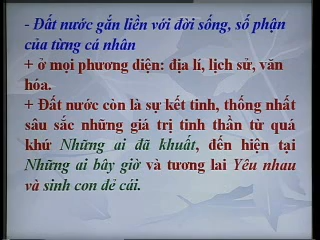 - Đất nước gắn liền với đời sống, số phận
của từng cá nhân
+ ở mọi phương diện: địa lí, lịch sử, văn
hóa.
+ Đất nước còn là sự kết tinh, thống nhất
sâu sắc những giá trị tinh thần từ quá
khứ Những ai đã khuất, đến hiện tại
Những ai bây giờ và tương lai Yêu nhau
và sinh con đẻ cái.